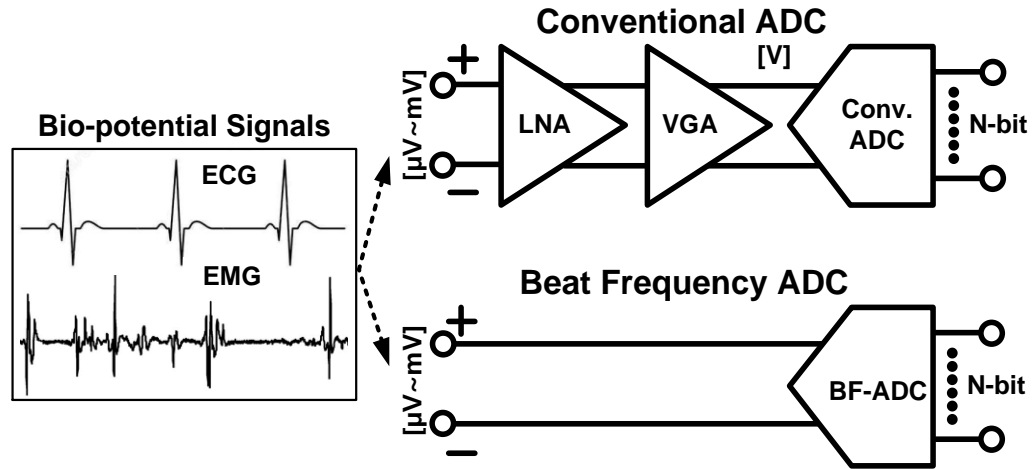 Conventional ADC
[V]
+
[μV~mV]
−
LNA
VGA
Conv.
ADC
N-bit
Bio-potential Signals
ECG
EMG
Beat Frequency ADC
+
[μV~mV]
−
BF-ADC
N-bit